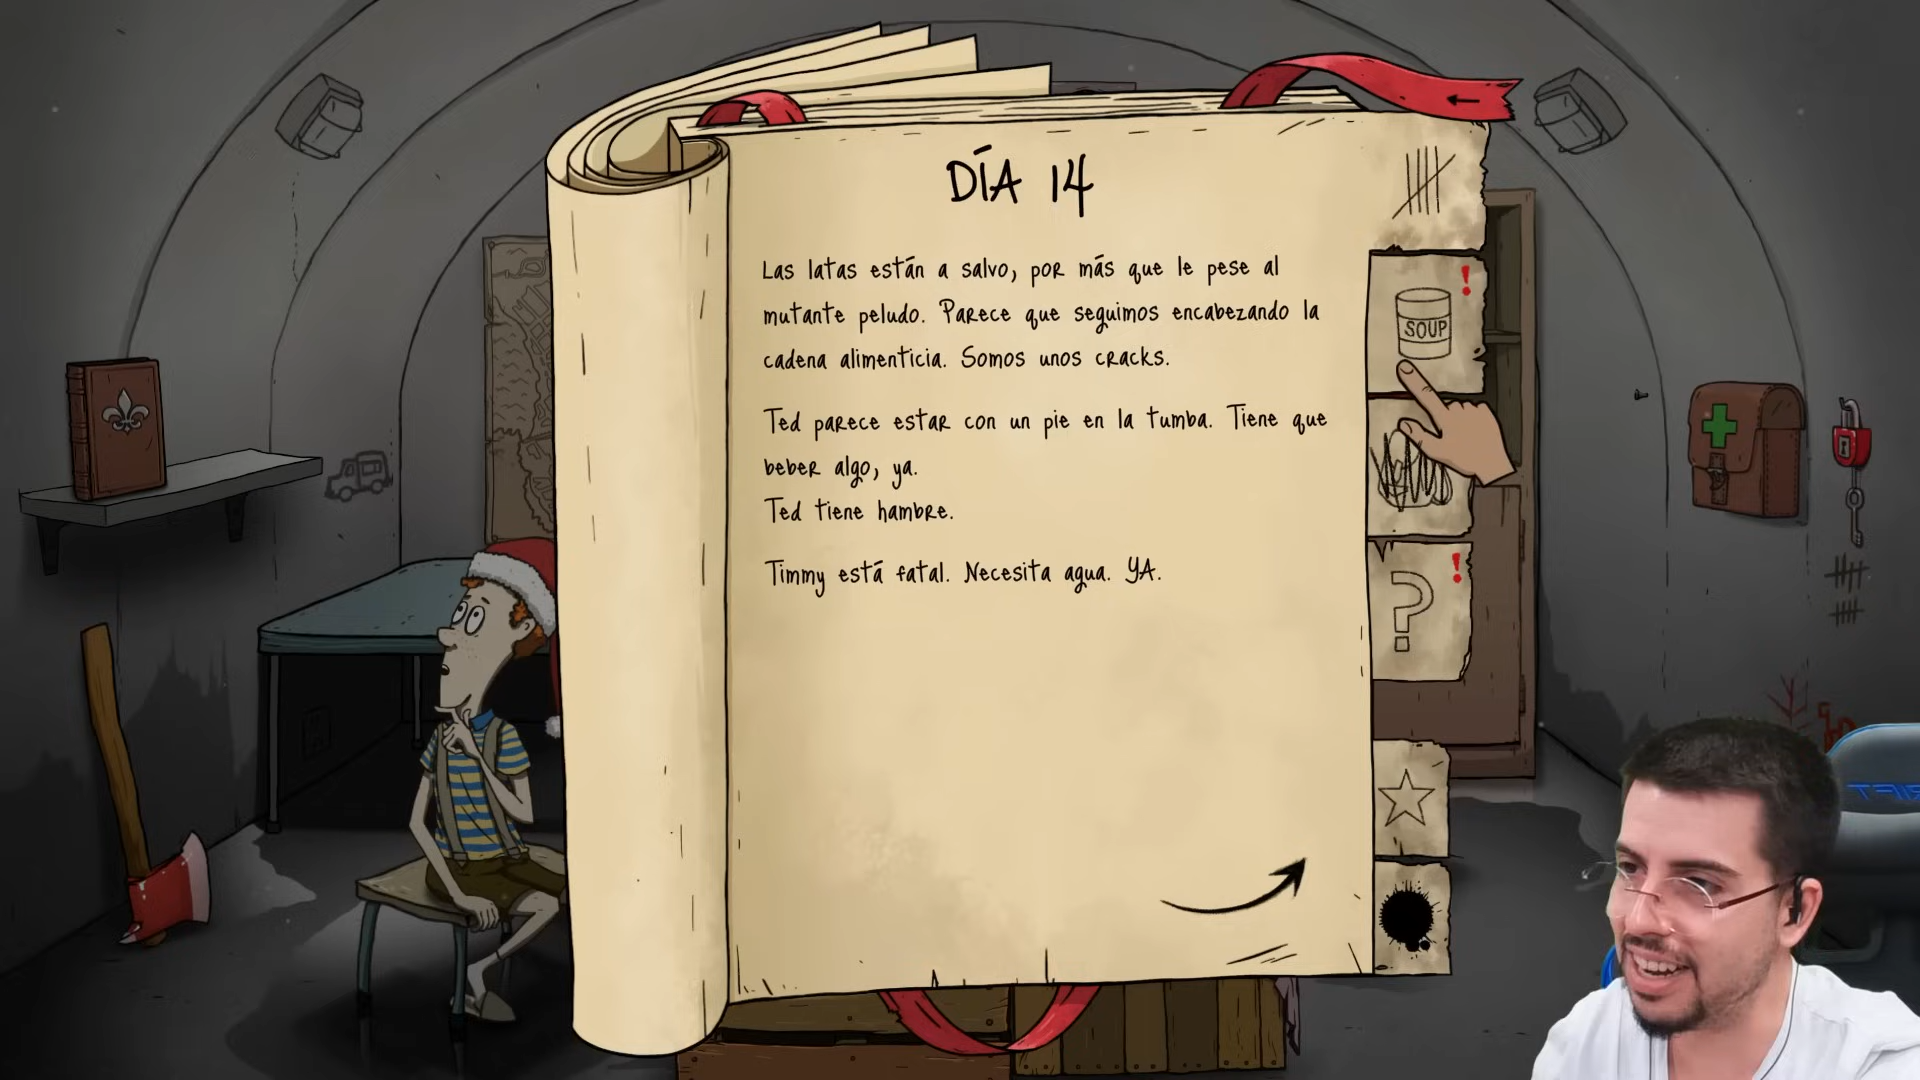 DÍA 14
Las latas están a salvo, por más que le pese al
mutante peludo. Parece que seguimos encabezando la
cadena alimenticia. Somos unos cracks.
Ted parece estar con un pie en la tumba. Tiene que
beber algo, ya.
Ted tiene hambre.
Timmy está fatal. Necesita agua. YA.
!
SOUP
!
?